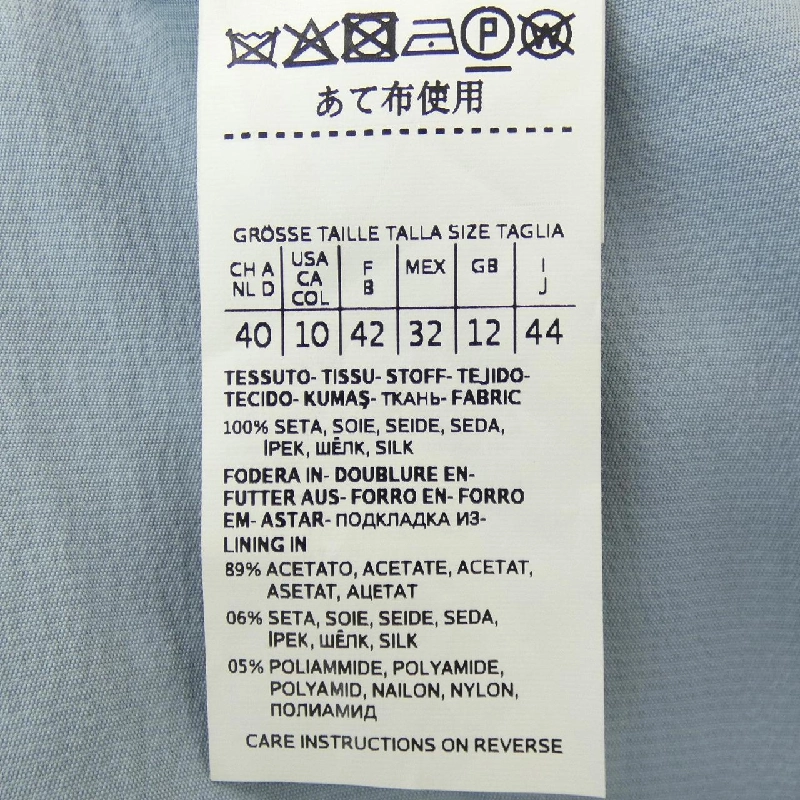 P W
あて布使用
GRÖSSE TAILLE TALLA SIZE TAGLIA
CH A NL D USA CA COL F B MEX GB I J
40 10 42 32 12 44
TESSUTO- TISSU- STOFF- TEJIDO-
TECIDO- KUMAŞ- ТКАНЬ- FABRIC
100% SETA, SOIE, SEIDE, SEDA,
İPEK, ШЁЛК, SILK
FODERA IN- DOUBLURE EN-
FUTTER AUS- FORRO EN- FORRO
EM- ASTAR- ПОДКЛАДКА ИЗ-
LINING IN
89% ACETATO, ACETATE, ACETAT,
ASETAT, АЦЕТАТ
06% SETA, SOIE, SEIDE, SEDA,
İPEK, ШЁЛК, SILK
05% POLIAMMIDE, POLYAMIDE,
POLYAMID, NAILON, NYLON,
ПОЛИАМИД
CARE INSTRUCTIONS ON REVERSE